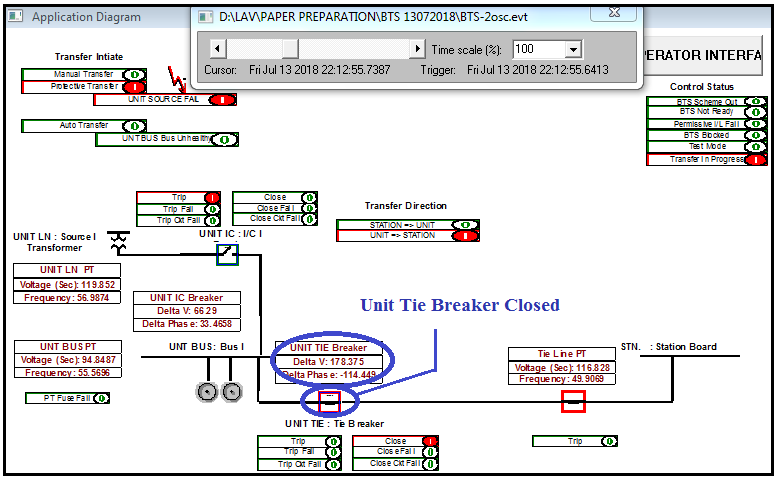 Application Diagram
D:\LAV\PAPER PREPARATION\BTS 13072018\BTS-2osc.evt
Time scale (%): 100
Cursor: Fri Jul 13 2018 22:12:55.7387 Trigger: Fri Jul 13 2018 22:12:55.6413
PERATOR INTERFA
Transfer Intiate
Manual Transfer 0
Protective Transfer I
UNIT SOURCE FAIL I
Auto Transfer 0
UNT BUS Bus Unhealthy 0
Control Status
BTS Scheme Out 0
BTS Not Ready 0
Permissive I/L Fail 0
BTS Blocked 0
Test Mode 0
Transfer In Progress I
Trip I
Trip Fail 0
Trip Ckt Fail 0
Close 0
Close Fail 0
Close Ckt Fail 0
Transfer Direction
STATION => UNIT 0
UNIT => STATION I
UNIT LN : Source I
Transformer
UNIT IC : I/C I
UNIT LN PT
Voltage (Sec): 119.852
Frequency: 56.9874
UNIT IC Breaker
Delta V: 66.29
Delta Phase: 33.4658
Unit Tie Breaker Closed
UNT BUS PT
Voltage (Sec): 94.8487
Frequency: 55.5696
UNT BUS: Bus I
UNIT TIE Breaker
Delta V: 178.375
Delta Phase: -114.449
Tie Line PT
Voltage (Sec): 116.828
Frequency: 49.9069
STN. : Station Board
PT Fuse Fail 0
UNIT TIE : Tie Breaker
Trip 0
Trip Fail 0
Trip Ckt Fail 0
Close I
Close Fail 0
Close Ckt Fail 0
Trip 0